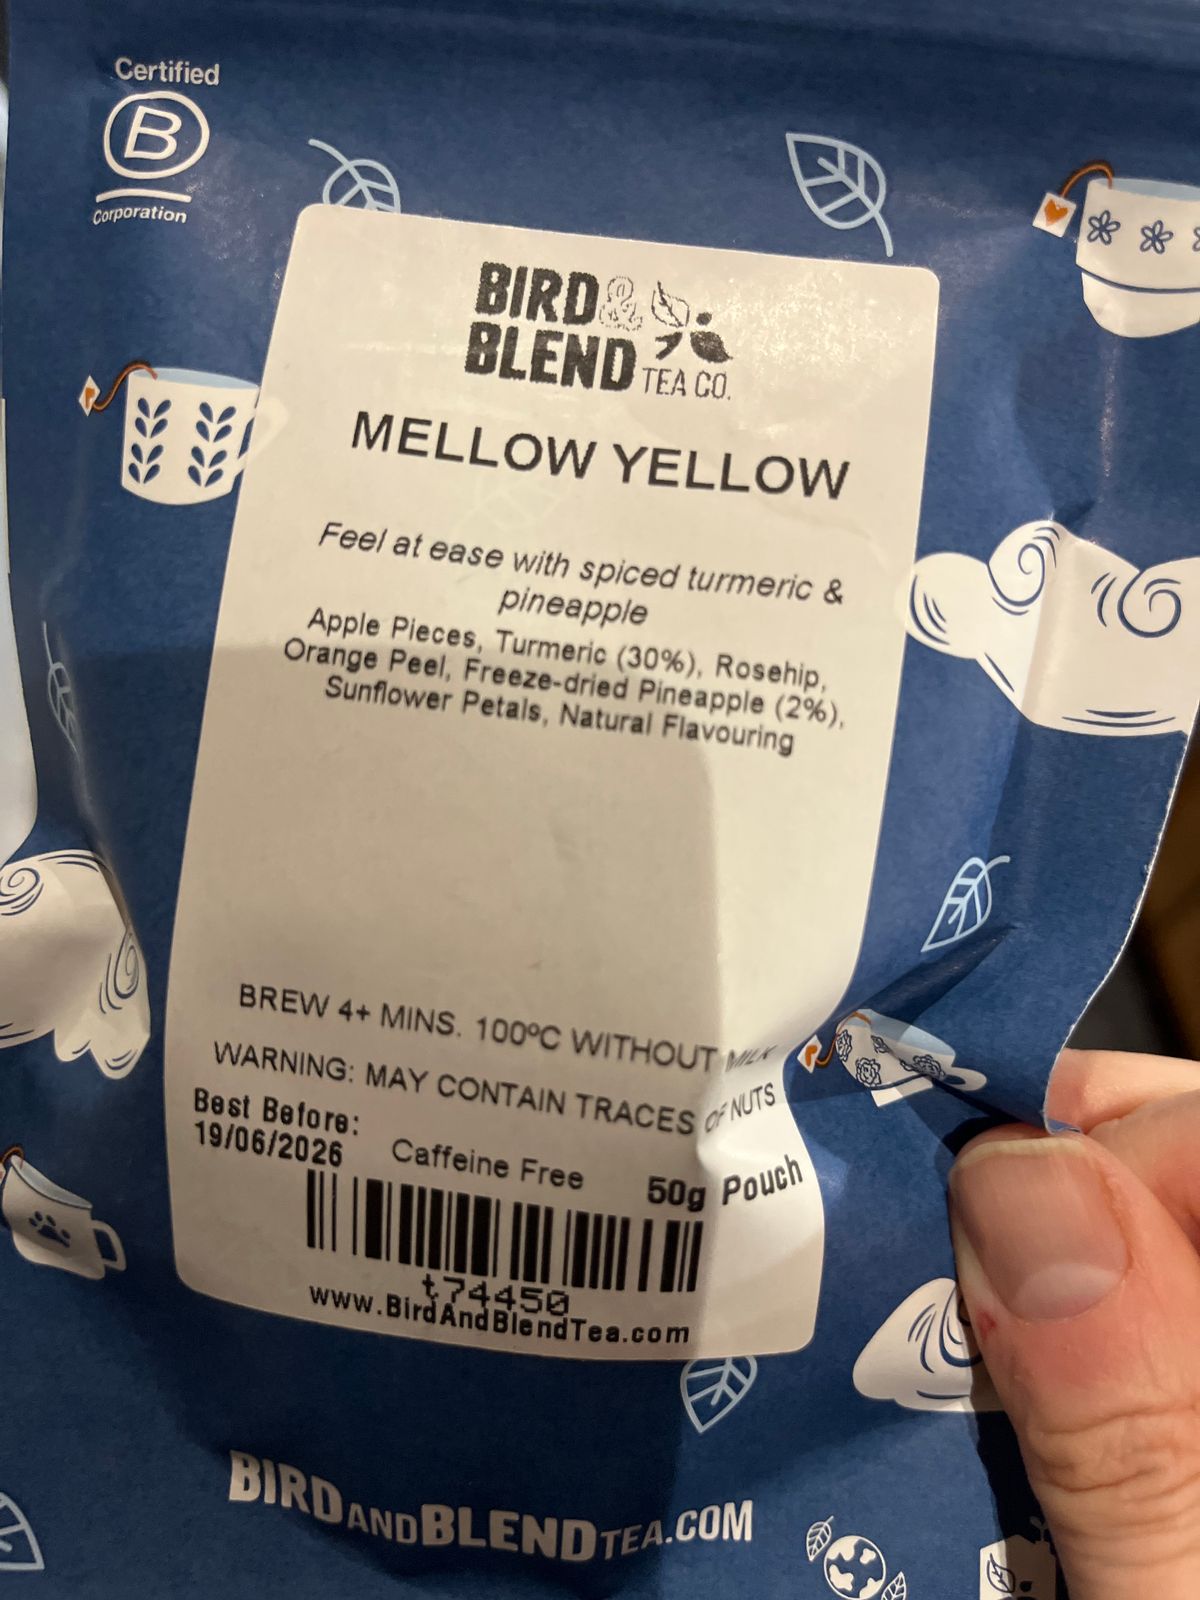 Certified
B
Corporation
BIRD &
BLEND TEA CO.
MELLOW YELLOW
Feel at ease with spiced turmeric &
pineapple
Apple Pieces, Turmeric (30%), Rosehip,
Orange Peel, Freeze-dried Pineapple (2%),
Sunflower Petals, Natural Flavouring
BREW 4+ MINS. 100ºC WITHOUT MILK
WARNING: MAY CONTAIN TRACES OF NUTS
Best Before:
19/06/2026
Caffeine Free
50g Pouch
t74450
www.BirdAndBlendTea.com
BIRDANDBLENDTEA.COM